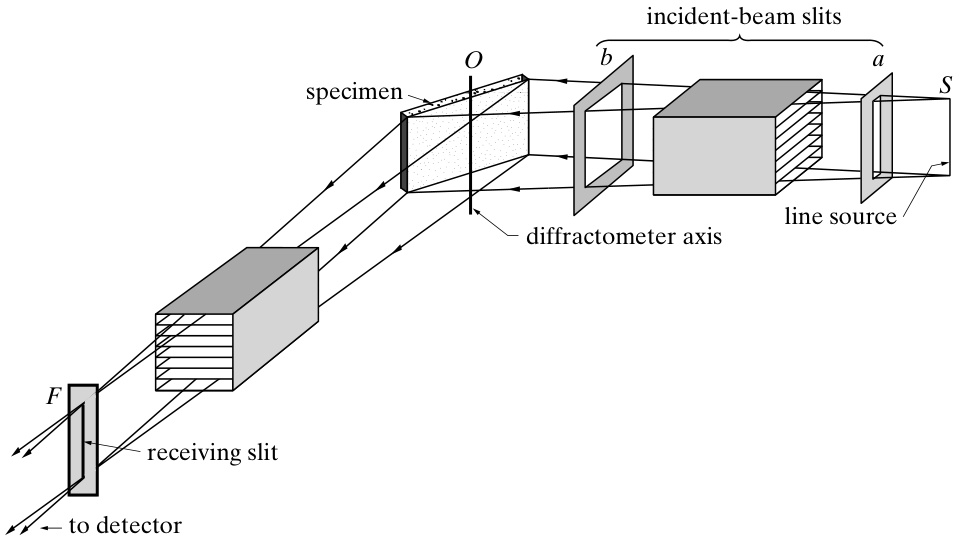 incident-beam slits
b
a
S
O
specimen
line source
diffractometer axis
F
receiving slit
to detector